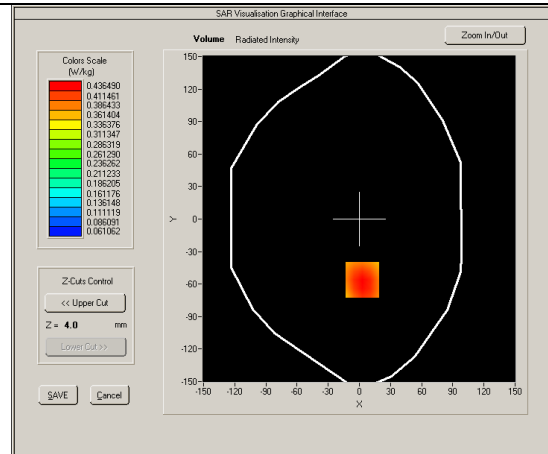 SAR Visualisation Graphical Interface
Volume Radiated Intensity
Zoom In/Out
Colors Scale
(W/kg)
0.436490
0.411461
0.386433
0.361404
0.336376
0.311347
0.286319
0.261290
0.236262
0.211233
0.186205
0.161176
0.136148
0.111119
0.086091
0.061062
Z-Cuts Control
<< Upper Cut
Z = 4.0 mm
Lower Cut >>
SAVE Cancel
150
120
90
60
30
0
-30
-60
-90
-120
-150
Y
-150 -120 -90 -60 -30 0 30 60 90 120 150
X